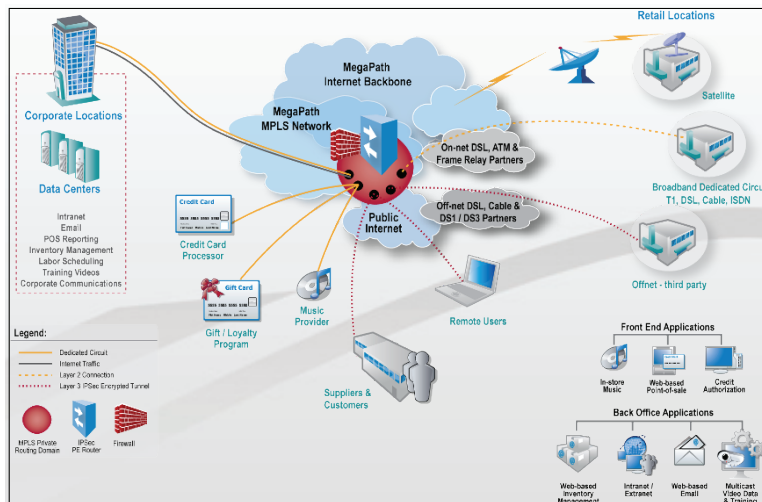 Retail Locations
MegaPath
Internet Backbone
MegaPath
MPLS Network
Satellite
Corporate Locations
On-net DSL, ATM &
Frame Relay Partners
Data Centers
Broadband Dedicated Circu
T1, DSL, Cable, ISDN
Off-net DSL, Cable &
DS1 / DS3 Partners
Public
Internet
Intranet
Email
POS Reporting
Inventory Management
Labor Scheduling
Training Videos
Corporate Communications
Credit Card
Credit Card
Processor
Offnet - third party
Gift Card
Gift / Loyalty
Program
Music
Provider
Remote Users
Suppliers &
Customers
Legend:
Dedicated Circuit
Internet Traffic
Layer 2 Connection
Layer 3 IPSec Encrypted Tunnel
MPLS Private
Routing Domain
IPSec
PE Router
Firewall
Front End Applications
In-store
Music
Web-based
Point-of-sale
Credit
Authorization
Back Office Applications
Web-based
Inventory
Management
Intranet /
Extranet
Web-based
Email
Multicast
Video Data
& Training